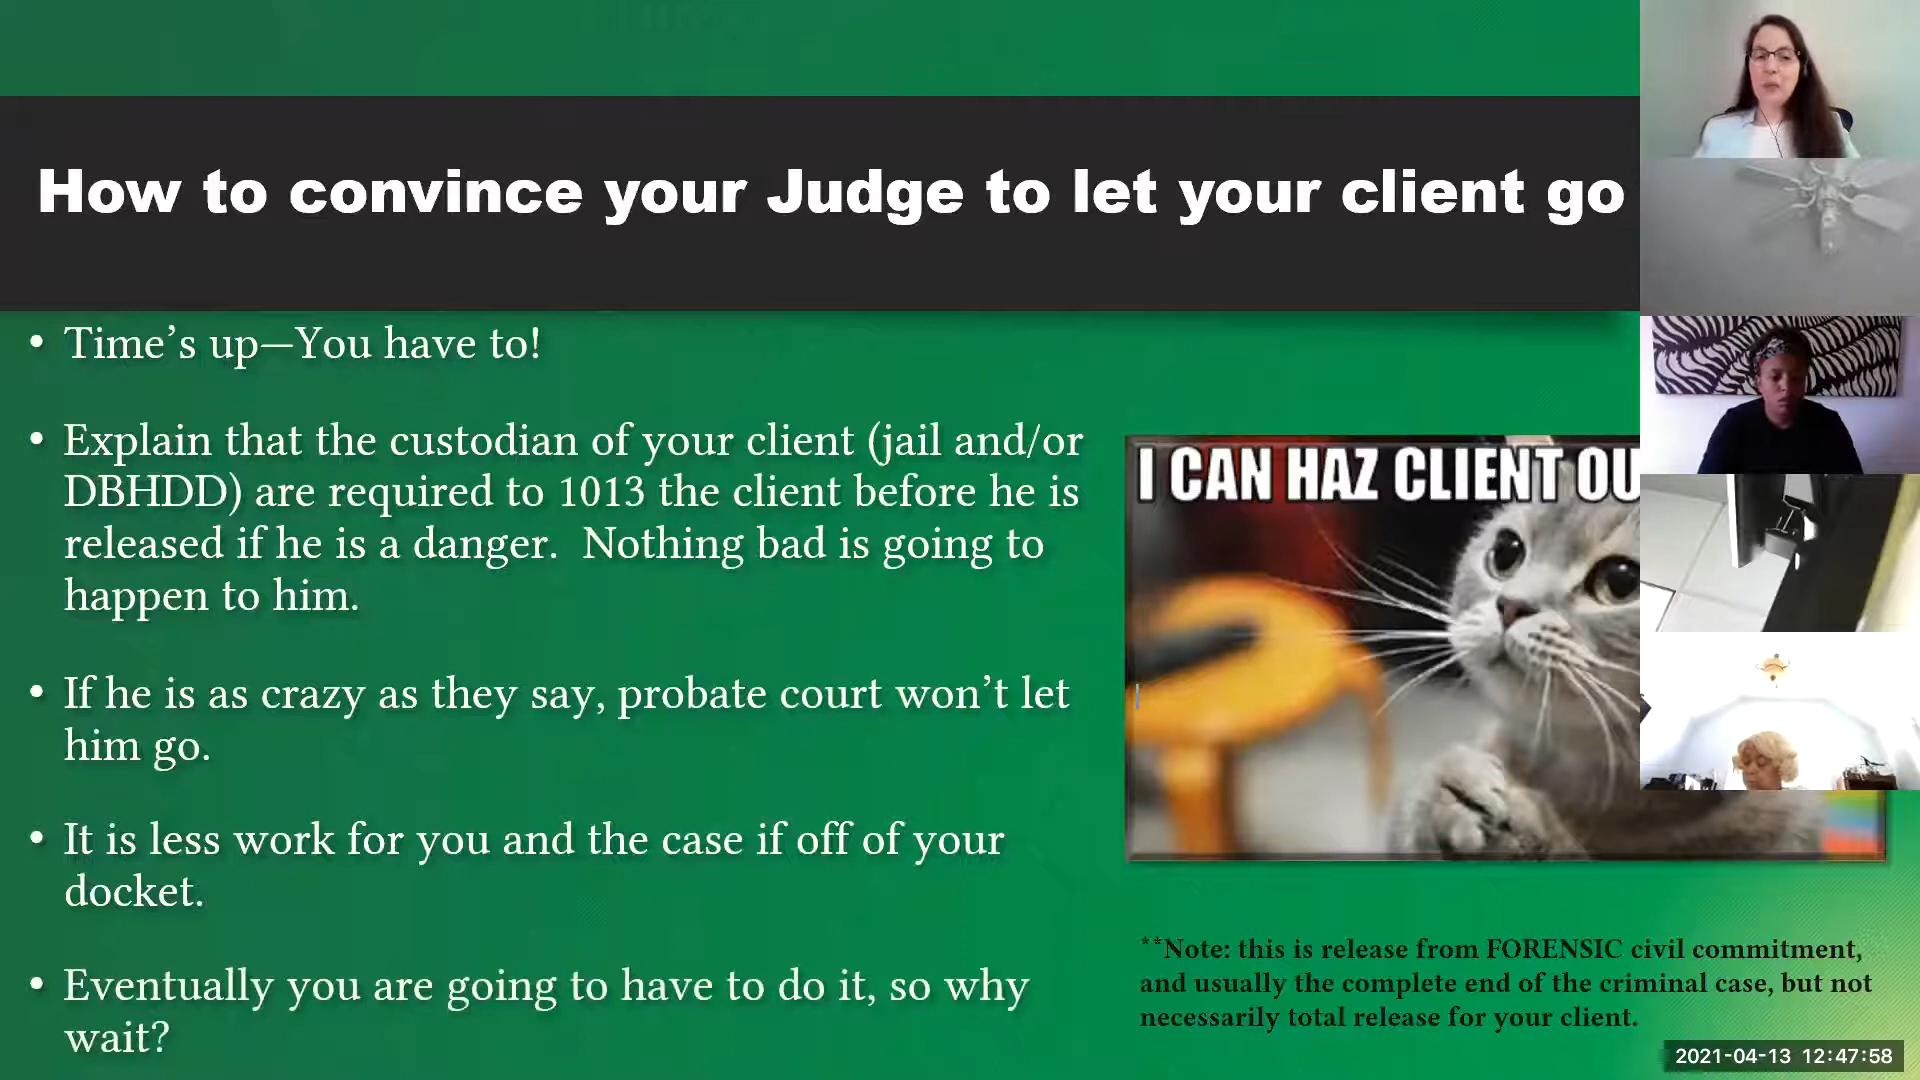 How to convince your Judge to let your client go
• Time’s up—You have to!
• Explain that the custodian of your client (jail and/or
DBHDD) are required to 1013 the client before he is
released if he is a danger.  Nothing bad is going to
happen to him.
• If he is as crazy as they say, probate court won’t let
him go.
• It is less work for you and the case if off of your
docket.
• Eventually you are going to have to do it, so why
wait?
I CAN HAZ CLIENT OU
**Note: this is release from FORENSIC civil commitment,
and usually the complete end of the criminal case, but not
necessarily total release for your client.
2021-04-13 12:47:58